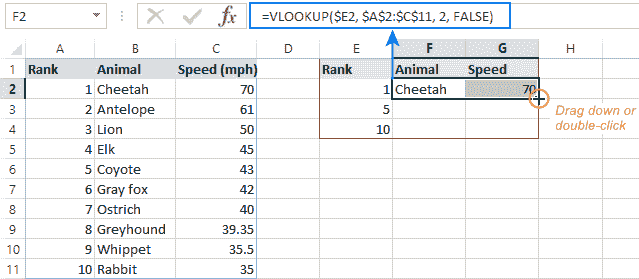 F2 fx =VLOOKUP($E2, $A$2:$C$11, 2, FALSE)
A B C D E F G H
1 Rank Animal Speed (mph) Rank Animal Speed
2 1 Cheetah 70 1 Cheetah 70
3 2 Antelope 61 5
4 3 Lion 50 10
5 4 Elk 45
6 5 Coyote 43
7 6 Gray fox 42
8 7 Ostrich 40
9 8 Greyhound 39.35
10 9 Whippet 35.5
11 10 Rabbit 35
Drag down or
double-click